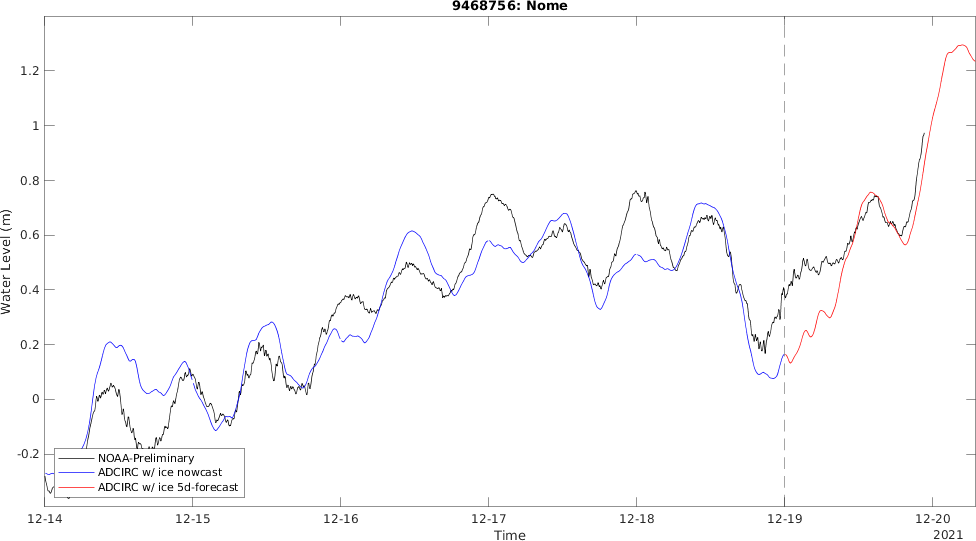 9468756: Nome
Water Level (m)
1.2
1
0.8
0.6
0.4
0.2
0
-0.2
NOAA-Preliminary
ADCIRC w/ ice nowcast
ADCIRC w/ ice 5d-forecast
12-14 12-15 12-16 12-17 12-18 12-19 12-20
Time
2021